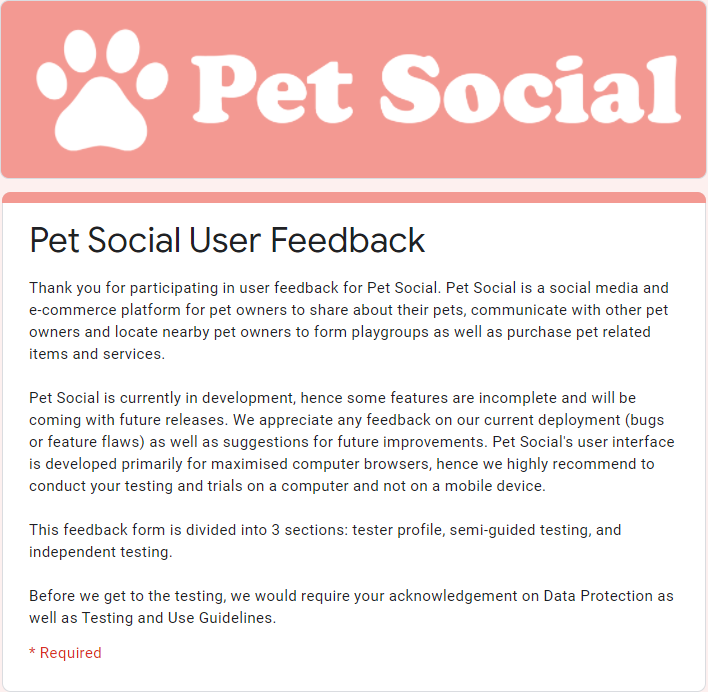 Pet Social
Pet Social User Feedback
Thank you for participating in user feedback for Pet Social. Pet Social is a social media and
e-commerce platform for pet owners to share about their pets, communicate with other pet
owners and locate nearby pet owners to form playgroups as well as purchase pet related
items and services.
Pet Social is currently in development, hence some features are incomplete and will be
coming with future releases. We appreciate any feedback on our current deployment (bugs
or feature flaws) as well as suggestions for future improvements. Pet Social's user interface
is developed primarily for maximised computer browsers, hence we highly recommend to
conduct your testing and trials on a computer and not on a mobile device.
This feedback form is divided into 3 sections: tester profile, semi-guided testing, and
independent testing.
Before we get to the testing, we would require your acknowledgement on Data Protection as
well as Testing and Use Guidelines.
* Required